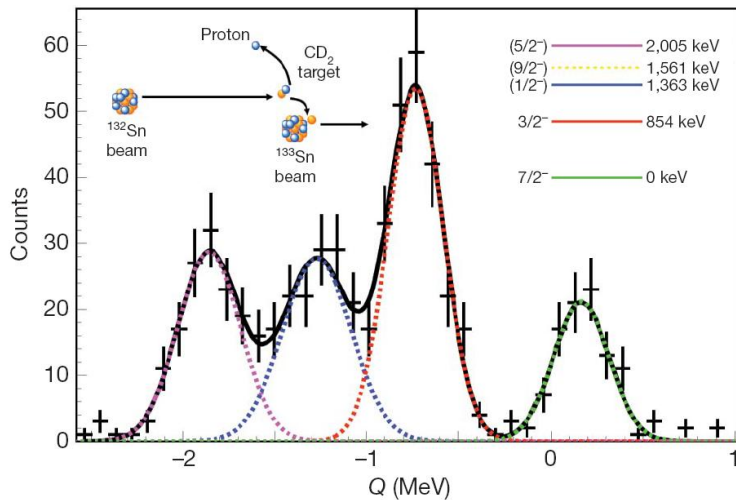 60
50
40
30
20
10
0
Counts
Proton
CD₂
target
¹³²Sn
beam
¹³³Sn
beam
(5/2⁻) 2,005 keV
(9/2⁻) 1,561 keV
(1/2⁻) 1,363 keV
3/2⁻ 854 keV
7/2⁻ 0 keV
−2 −1 0 1
Q (MeV)